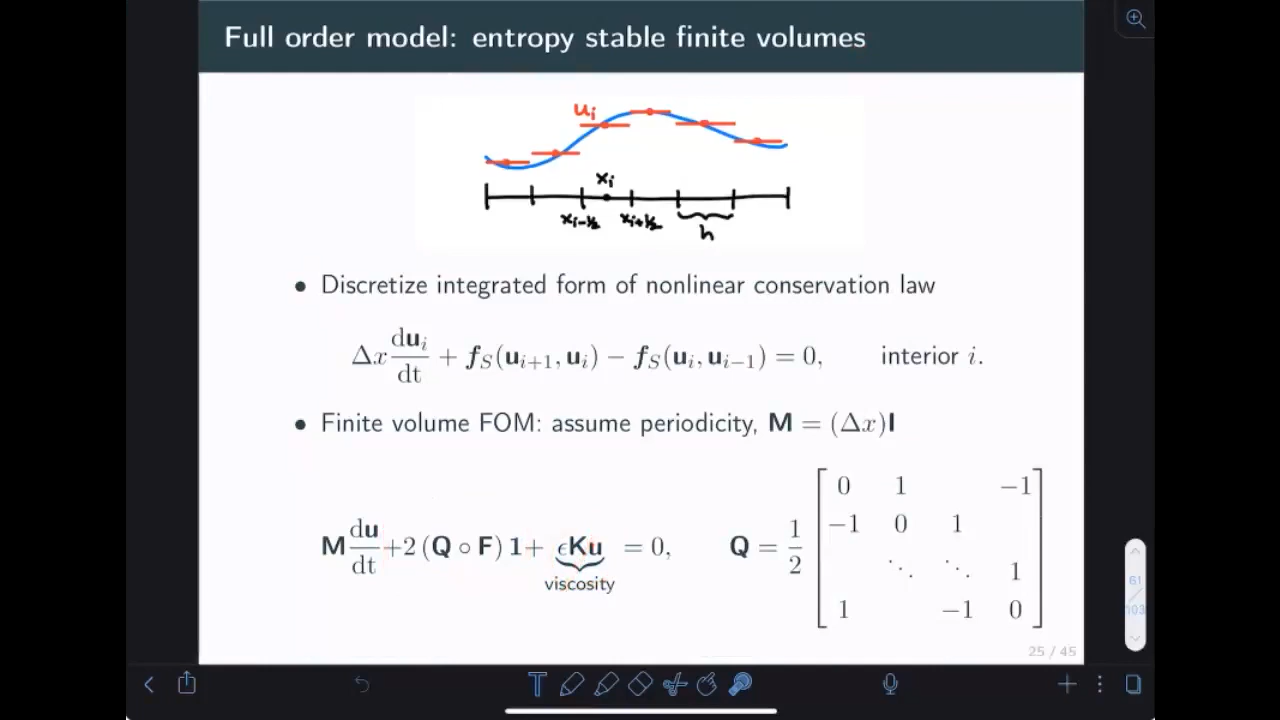 Full order model: entropy stable finite volumes
u_i
x_i
x_{i-1/2} x_{i+1/2} h
• Discretize integrated form of nonlinear conservation law
Δx du_i/dt + f_S(u_{i+1}, u_i) − f_S(u_i, u_{i−1}) = 0, interior i.
• Finite volume FOM: assume periodicity, M = (Δx)I
M du/dt +2 (Q ∘ F) 1+ ϵKu = 0, Q = 1/2 [0 1 −1
−1 0 1
⋱ ⋱ 1
1 −1 0]
viscosity
25 / 45
61
103
T